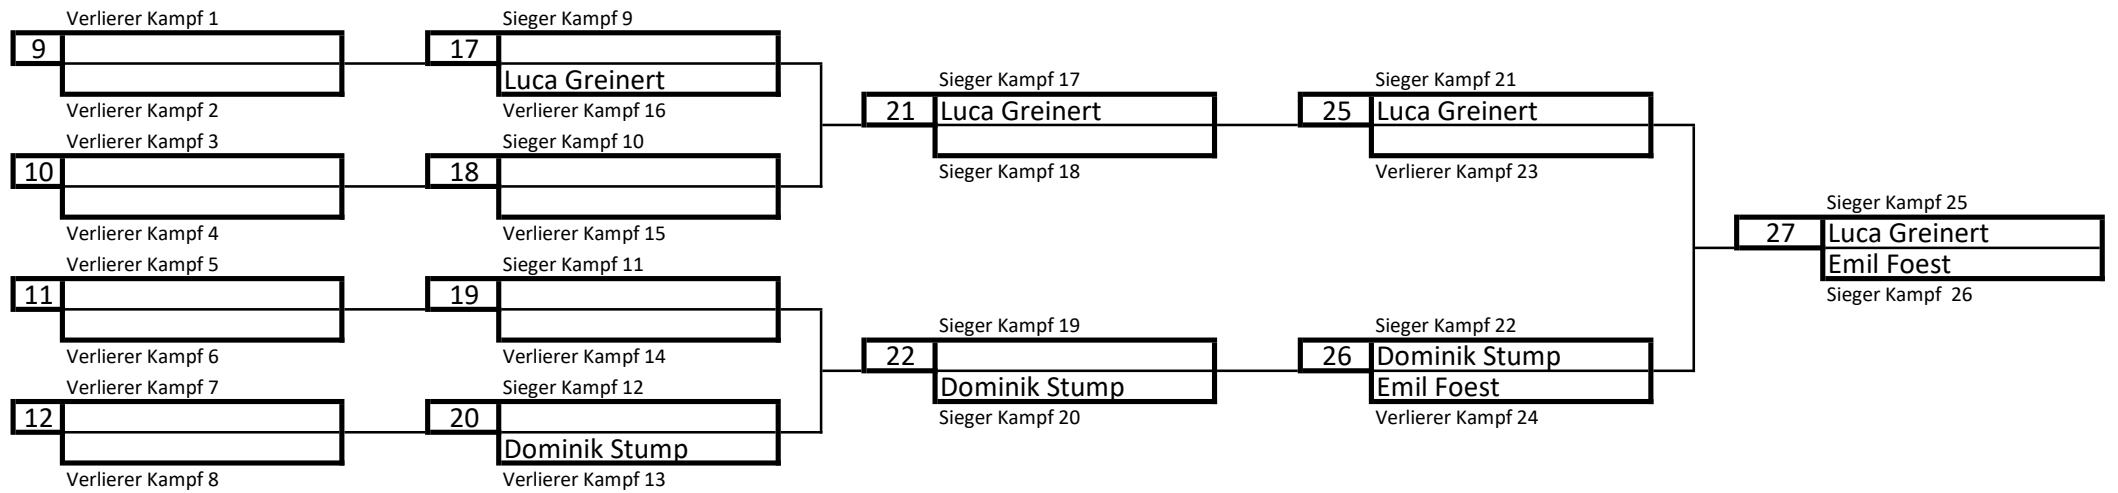 Verlierer Kampf 1
9
Verlierer Kampf 2
Verlierer Kampf 3
10
Verlierer Kampf 4
Verlierer Kampf 5
11
Verlierer Kampf 6
Verlierer Kampf 7
12
Verlierer Kampf 8
Sieger Kampf 9
17
Luca Greinert
Verlierer Kampf 16
Sieger Kampf 10
18
Verlierer Kampf 15
Sieger Kampf 11
19
Verlierer Kampf 14
Sieger Kampf 12
20
Dominik Stump
Verlierer Kampf 13
Sieger Kampf 17
21 Luca Greinert
Sieger Kampf 18
Sieger Kampf 19
22
Dominik Stump
Sieger Kampf 20
Sieger Kampf 21
25 Luca Greinert
Verlierer Kampf 23
Sieger Kampf 22
26 Dominik Stump
Emil Foest
Verlierer Kampf 24
Sieger Kampf 25
27 Luca Greinert
Emil Foest
Sieger Kampf 26